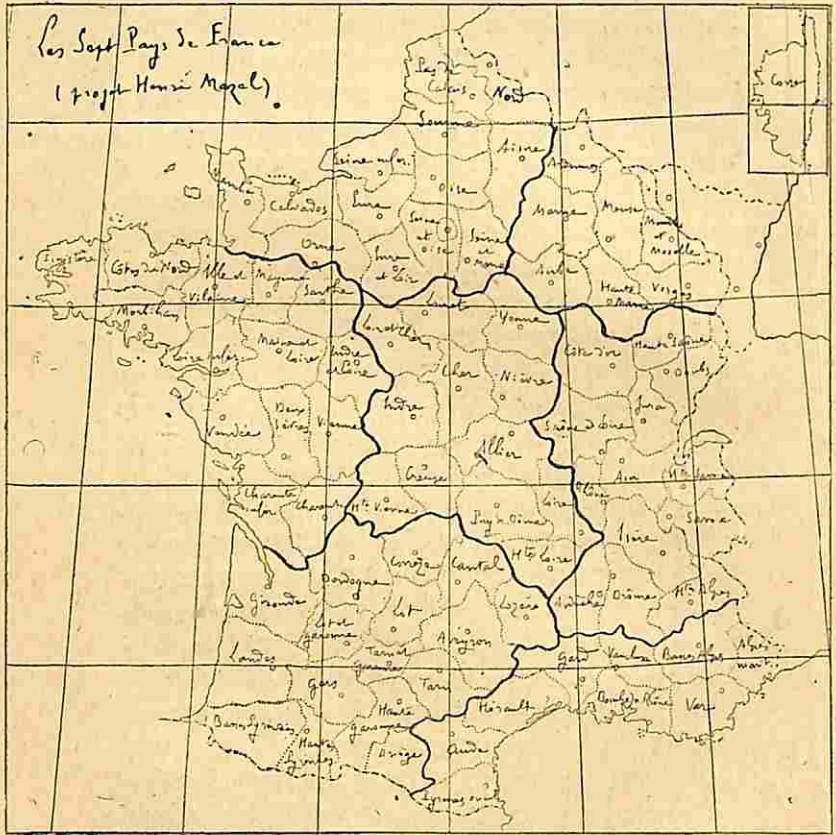 Les Sept Pays de France
(projet Henri Mazel).
Corse
Pas de
Calais
Nord
Somme
Aisne
Ardennes
Seine infér.
Oise
Manche
Calvados
Eure
Seine
et
Oise
Seine
et
Marne
Marne
Meuse
Meurthe
et
Moselle
Orne
Eure
et Loir
Aube
Haute
Marne
Vosges
Finistère
Côtes du Nord
Ille et
Vilaine
Mayenne
Sarthe
Morbihan
Loiret
Yonne
Loir et Cher
Loire infér.
Maine et
Loire
Indre
et Loire
Côte d'or
Haute Saône
Doubs
Cher
Nièvre
Indre
Jura
Vendée
Deux
Sèvres
Vienne
Saône et Loire
Allier
Ain
Hte Savoie
Creuse
Charente
infér
Charente
Hte Vienne
Puy de Dôme
Loire
Rhône
Savoie
Isère
Corrèze
Cantal
Hte Loire
Dordogne
Gironde
Lot
Lozère
Ardèche
Drôme
Htes Alpes
Lot et
garonne
Aveyron
Tarn et
Garonne
Landes
Gers
Tarn
Gard
Vaucluse
Basses Alpes
Alpes
mart.
Haute
garonne
Hérault
Bouches du Rhône
Var
Basses Pyrénées
Hautes
Pyrénées
Ariège
Aude
Pyrénées orient